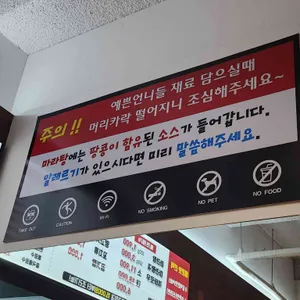 주의 !!
예쁜언니들 재료 담으실때
머리카락 떨어지니 조심해주세요~
마라탕에는 땅콩이 함유된 소스가 들어갑니다.
알레르기가 있으시다면 미리 말씀해주세요.
TAKE OUT
CAUTION
WI-FI
NO SMOKING
NO PET
NO FOOD